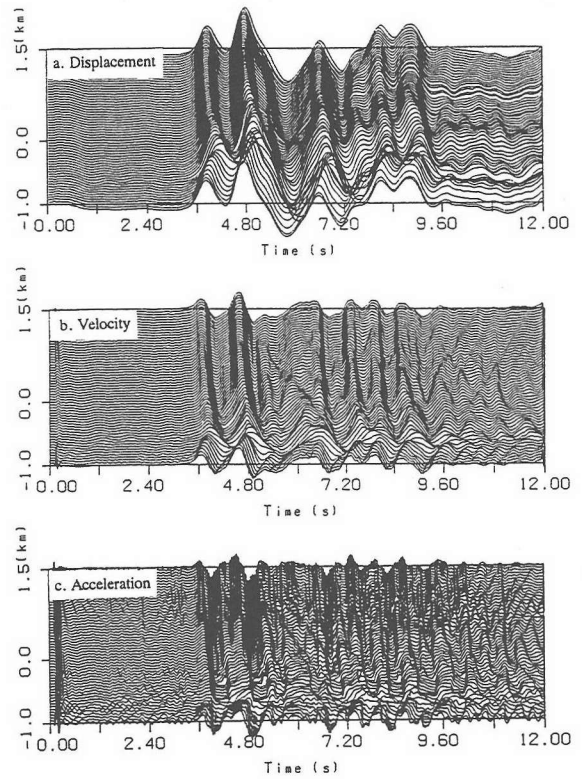 1.5(km)
a. Displacement
0.0
-1.0
-0.00 2.40 4.80 7.20 9.60 12.00
Time (s)
1.5(km)
b. Velocity
0.0
-1.0
-0.00 2.40 4.80 7.20 9.60 12.00
Time (s)
1.5(km)
c. Acceleration
0.0
-1.0
-0.00 2.40 4.80 7.20 9.60 12.00
Time (s)